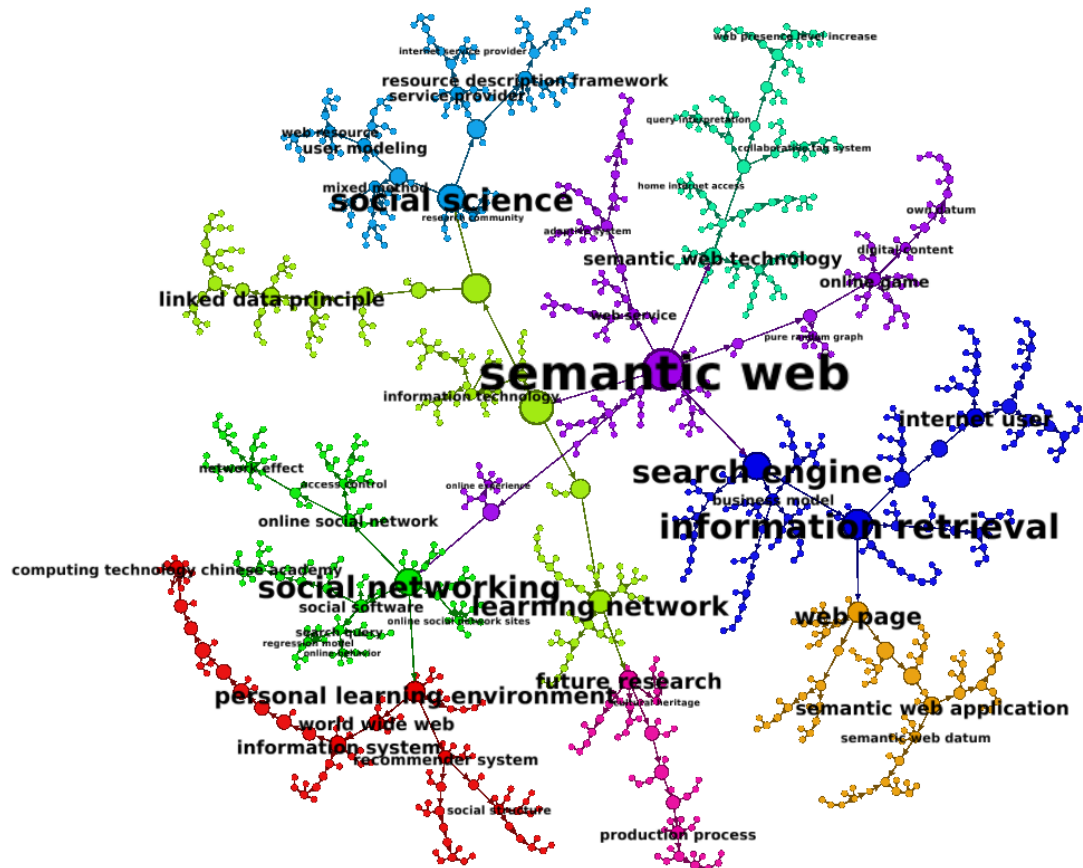 web presence level increase
internet service provider
resource description framework
service provider
query interpretation
web resource
user modeling
collaborative tag system
mixed method
home internet access
social science
research community
own datum
adaptive system
digital content
semantic web technology
online game
linked data principle
web service
pure random graph
semantic web
information technology
internet user
search engine
network effect
access control
online experience
business model
online social network
information retrieval
computing technology chinese academy
social networking
social software
learning network
online social network sites
web page
search query
regression model
online behavior
future research
personal learning environment
cultural heritage
semantic web application
world wide web
information system
semantic web datum
recommender system
social structure
production process